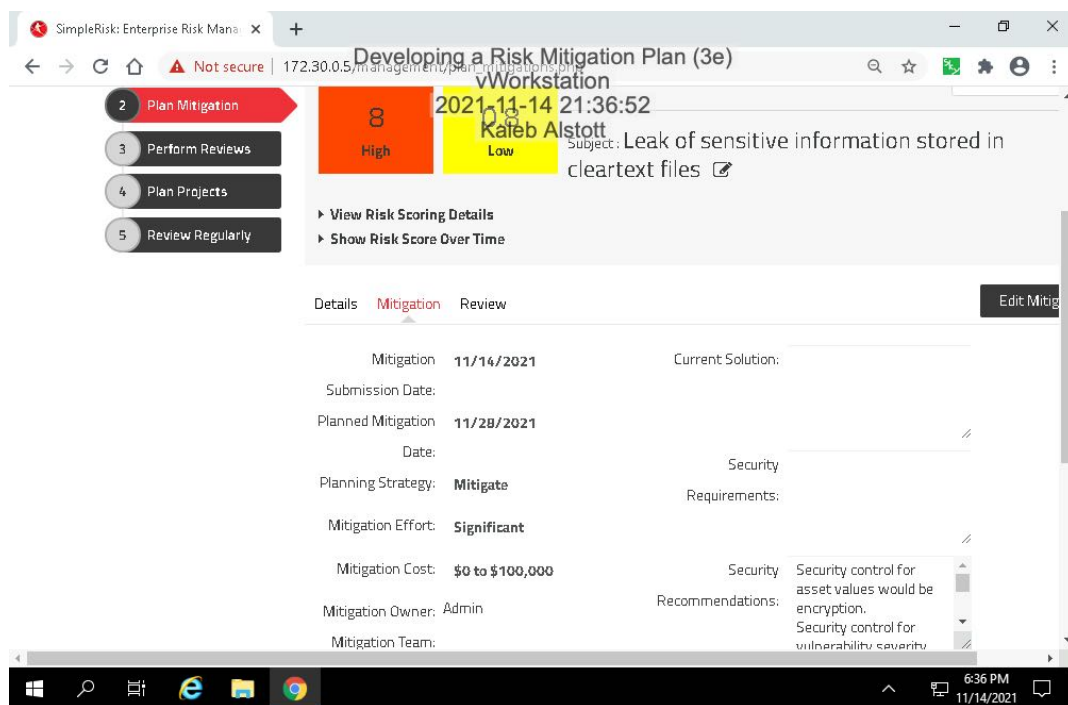 SimpleRisk: Enterprise Risk Mana
Not secure | 172.30.0.5/management/plan_mitigations.php
Developing a Risk Mitigation Plan (3e)
vWorkstation
2021-11-14 21:36:52
Kaleb Alstott
2 Plan Mitigation
3 Perform Reviews
4 Plan Projects
5 Review Regularly
8
High
0.8
Low
Subject: Leak of sensitive information stored in
cleartext files
View Risk Scoring Details
Show Risk Score Over Time
Details Mitigation Review
Edit Mitig
Mitigation
Submission Date:
11/14/2021
Planned Mitigation
Date:
11/28/2021
Planning Strategy: Mitigate
Mitigation Effort: Significant
Mitigation Cost: $0 to $100,000
Mitigation Owner: Admin
Mitigation Team:
Current Solution:
Security
Requirements:
Security
Recommendations:
Security control for
asset values would be
encryption.
Security control for
vulnerability severity
6:36 PM
11/14/2021